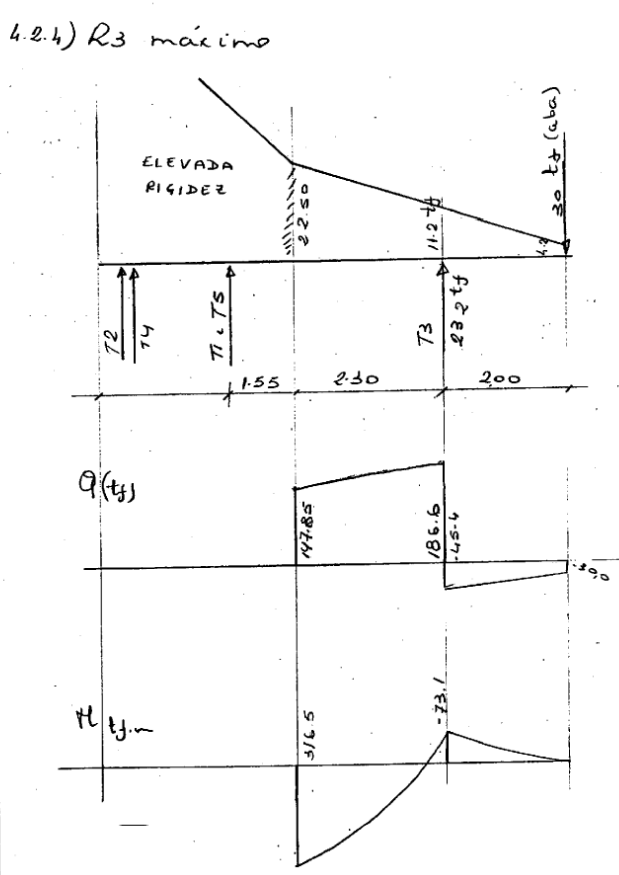 4.2.4) R3 máximo
ELEVADA
RIGIDEZ
22.50
11.2 tf
4.2
30 tf (aba)
T2
T4
T1 e T5
T3
232 tf
1.55
2.30
200
Q (tf)
147.85
186.6
-45.4
-30,0
M tf.m
316.5
-73.1